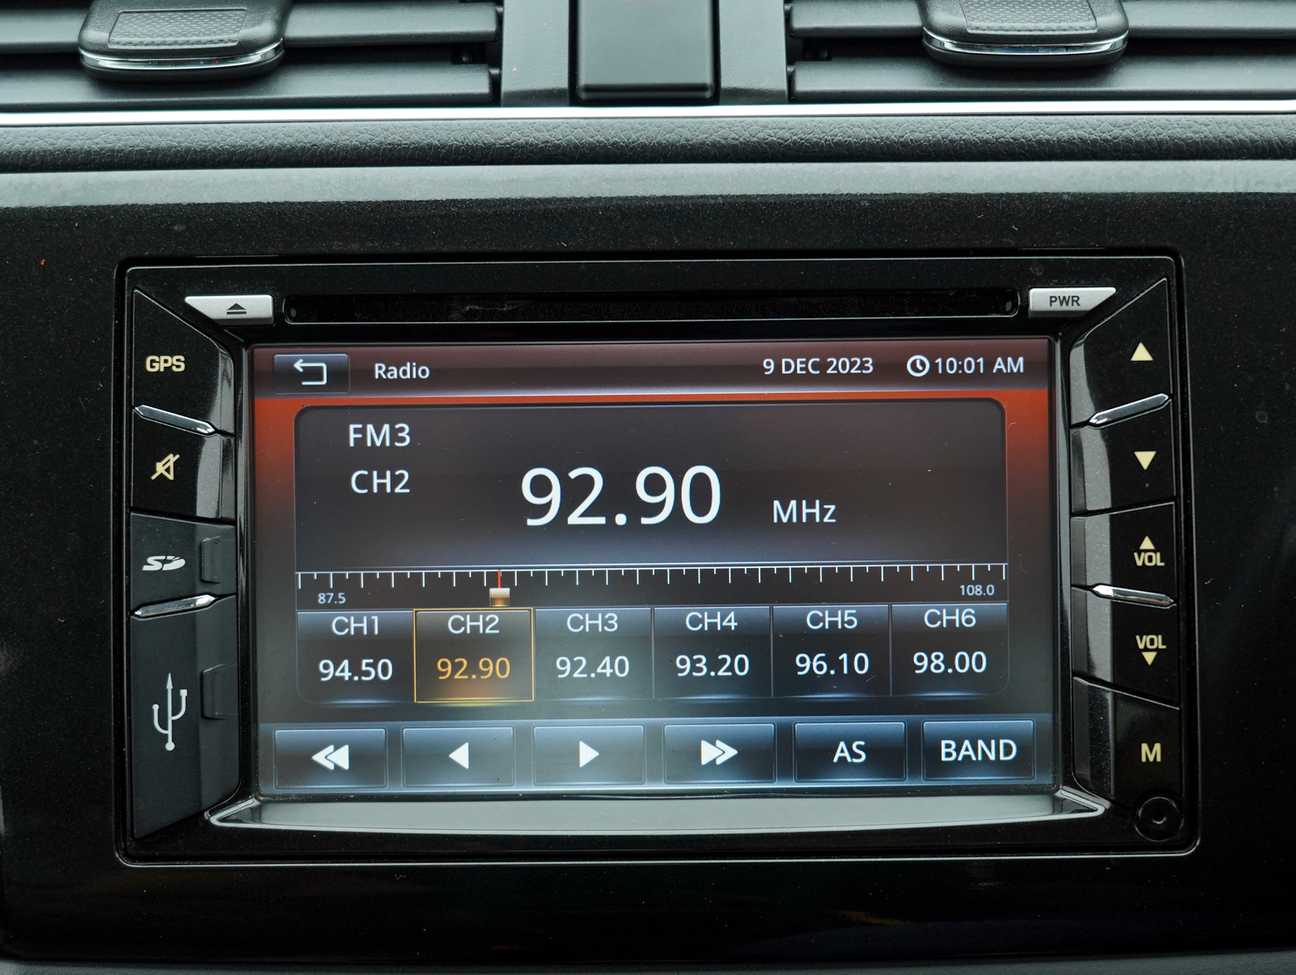 PWR
GPS
Radio 9 DEC 2023 10:01 AM
FM3
CH2
92.90 MHz
87.5 108.0
CH1 CH2 CH3 CH4 CH5 CH6
94.50 92.90 92.40 93.20 96.10 98.00
AS BAND
SD
VOL
VOL
M